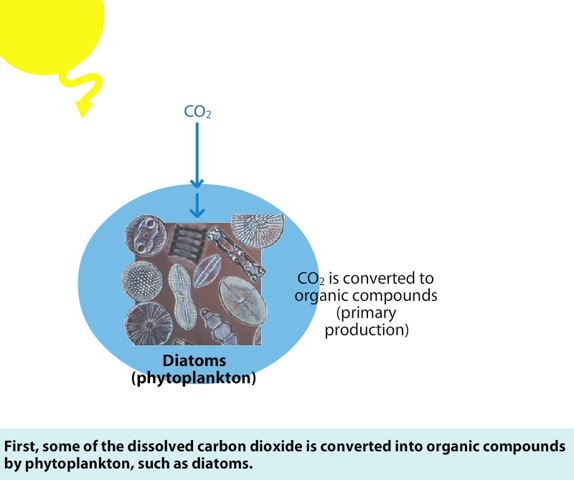 CO₂
CO₂ is converted to
organic compounds
(primary
production)
Diatoms
(phytoplankton)
First, some of the dissolved carbon dioxide is converted into organic compounds
by phytoplankton, such as diatoms.